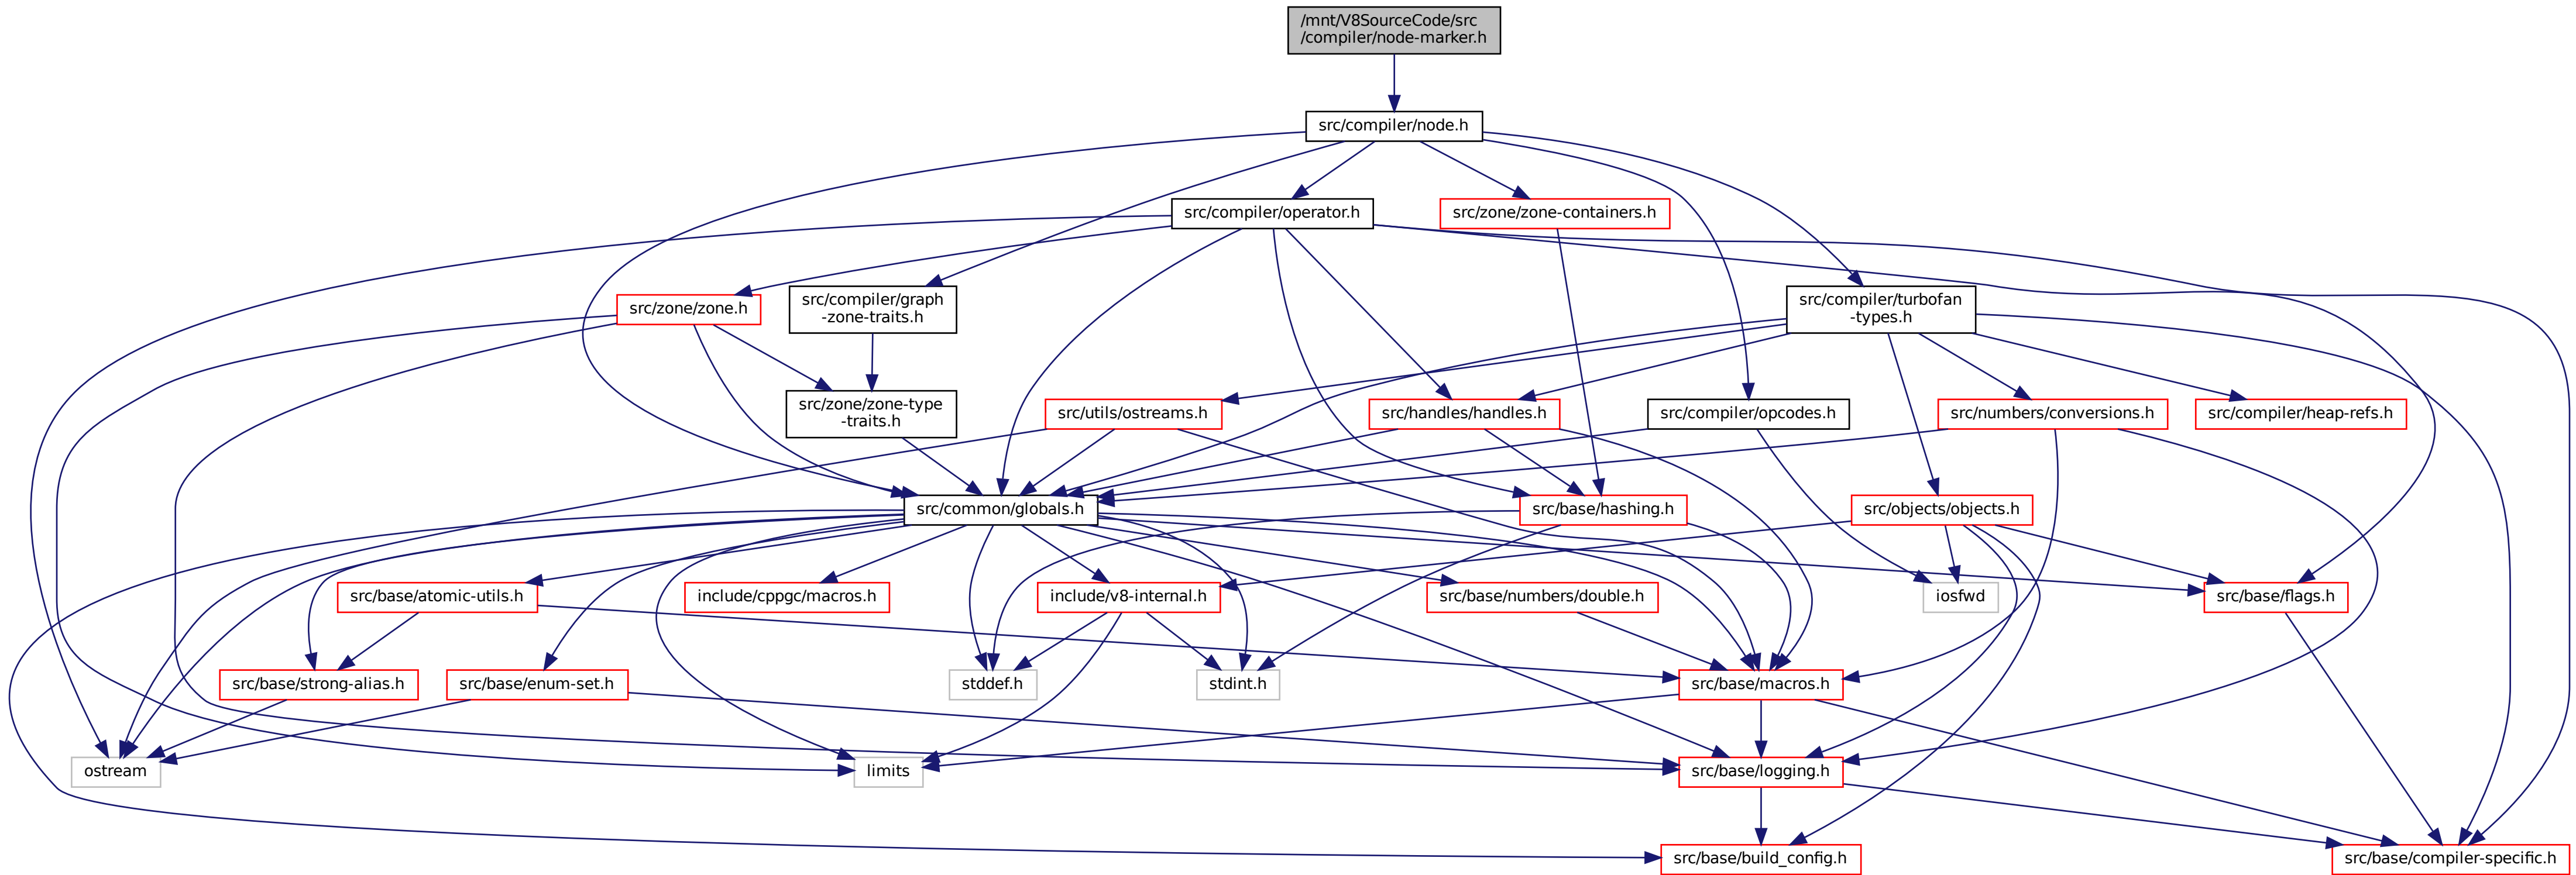 /mnt/V8SourceCode/src
/compiler/node-marker.h
src/compiler/node.h
src/compiler/operator.h
src/zone/zone-containers.h
src/zone/zone.h
src/compiler/graph
-zone-traits.h
src/compiler/turbofan
-types.h
src/zone/zone-type
-traits.h
src/utils/ostreams.h
src/handles/handles.h
src/compiler/opcodes.h
src/numbers/conversions.h
src/compiler/heap-refs.h
src/common/globals.h
src/base/hashing.h
src/objects/objects.h
src/base/atomic-utils.h
include/cppgc/macros.h
include/v8-internal.h
src/base/numbers/double.h
iosfwd
src/base/flags.h
src/base/strong-alias.h
src/base/enum-set.h
stddef.h
stdint.h
src/base/macros.h
ostream
limits
src/base/logging.h
src/base/build_config.h
src/base/compiler-specific.h